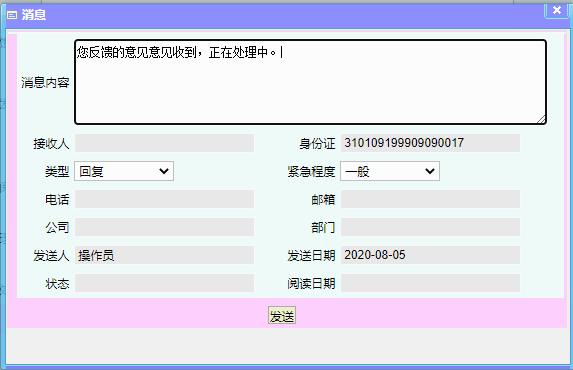 消息
消息内容 您反馈的意见意见收到，正在处理中。
接收人 身份证 310109199909090017
类型 回复 紧急程度 一般
电话 邮箱
公司 部门
发送人 操作员 发送日期 2020-08-05
状态 阅读日期
发送